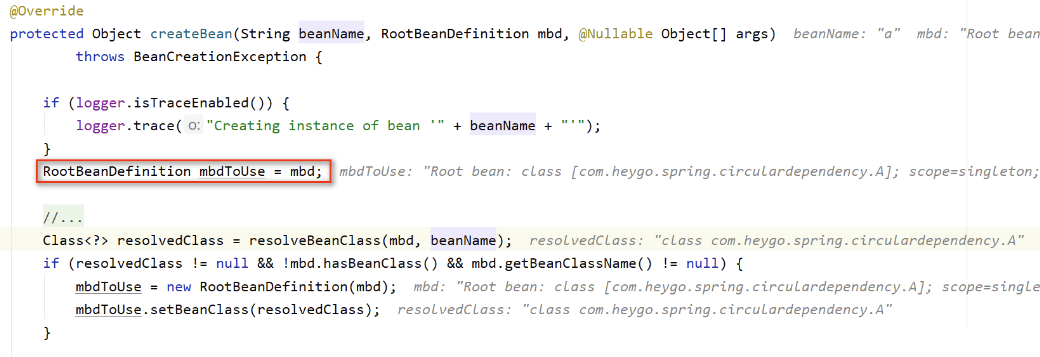 @Override
protected Object createBean(String beanName, RootBeanDefinition mbd, @Nullable Object[] args)  beanName: "a"  mbd: "Root bean
        throws BeanCreationException {
    if (logger.isTraceEnabled()) {
        logger.trace( o: "Creating instance of bean '" + beanName + "'");
    }
    RootBeanDefinition mbdToUse = mbd;  mbdToUse: "Root bean: class [com.heygo.spring.circulardependency.A]; scope=singleton;
    //...
    Class<?> resolvedClass = resolveBeanClass(mbd, beanName);  resolvedClass: "class com.heygo.spring.circulardependency.A"
    if (resolvedClass != null && !mbd.hasBeanClass() && mbd.getBeanClassName() != null) {
        mbdToUse = new RootBeanDefinition(mbd);  mbd: "Root bean: class [com.heygo.spring.circulardependency.A]; scope=single
        mbdToUse.setBeanClass(resolvedClass);  resolvedClass: "class com.heygo.spring.circulardependency.A"
    }